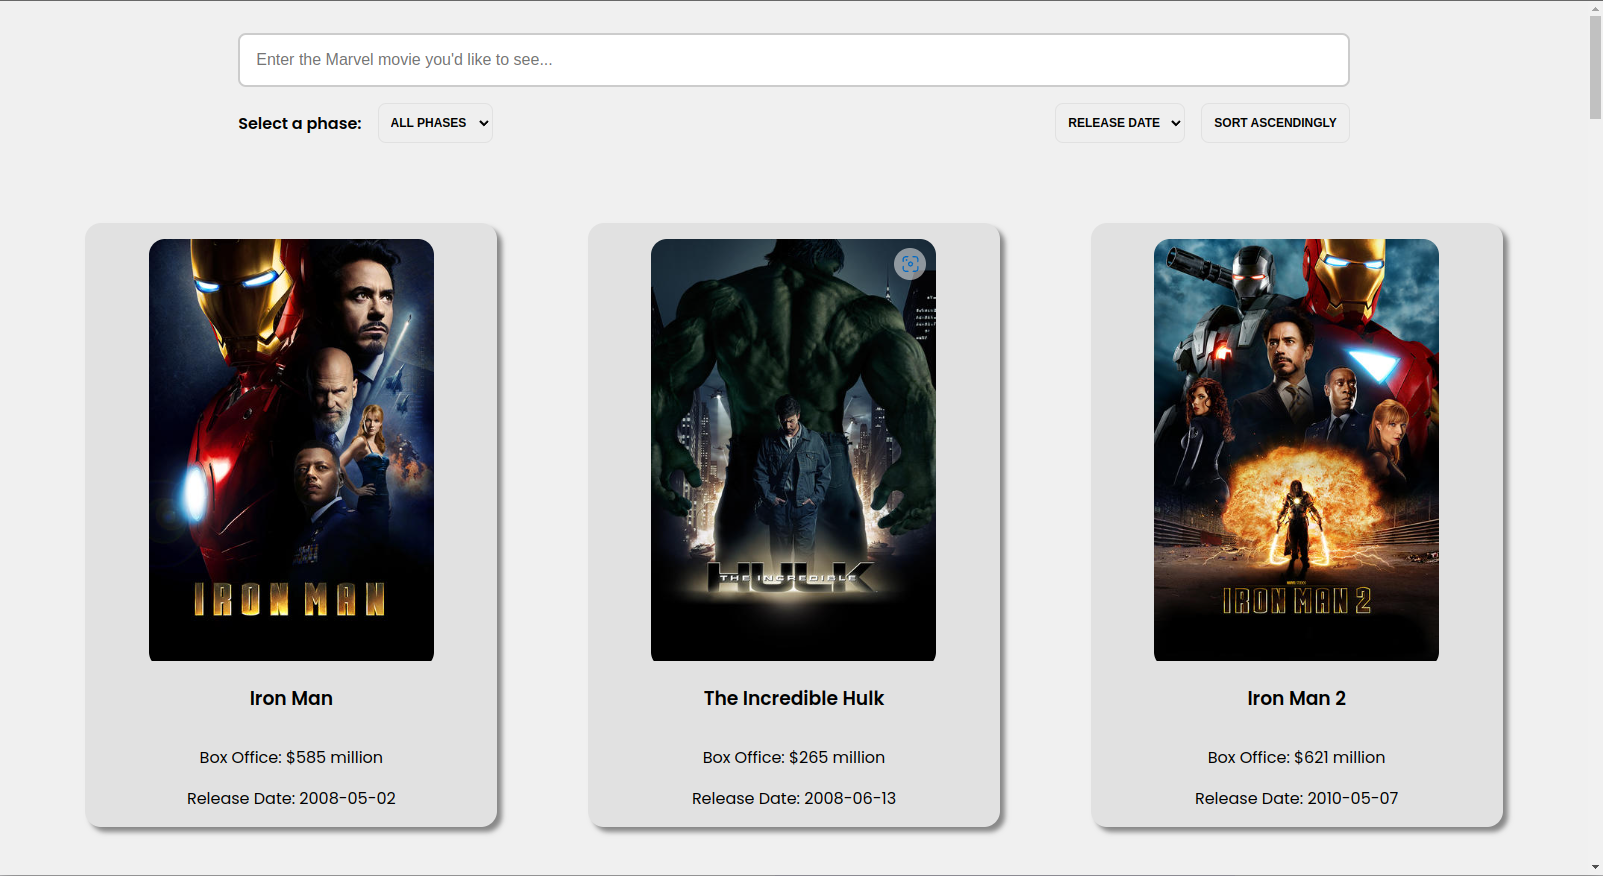 Enter the Marvel movie you'd like to see...
Select a phase:
ALL PHASES
RELEASE DATE
SORT ASCENDINGLY
IRON MAN
THE INCREDIBLE
HULK
IRON MAN 2
Iron Man
The Incredible Hulk
Iron Man 2
Box Office: $585 million
Box Office: $265 million
Box Office: $621 million
Release Date: 2008-05-02
Release Date: 2008-06-13
Release Date: 2010-05-07